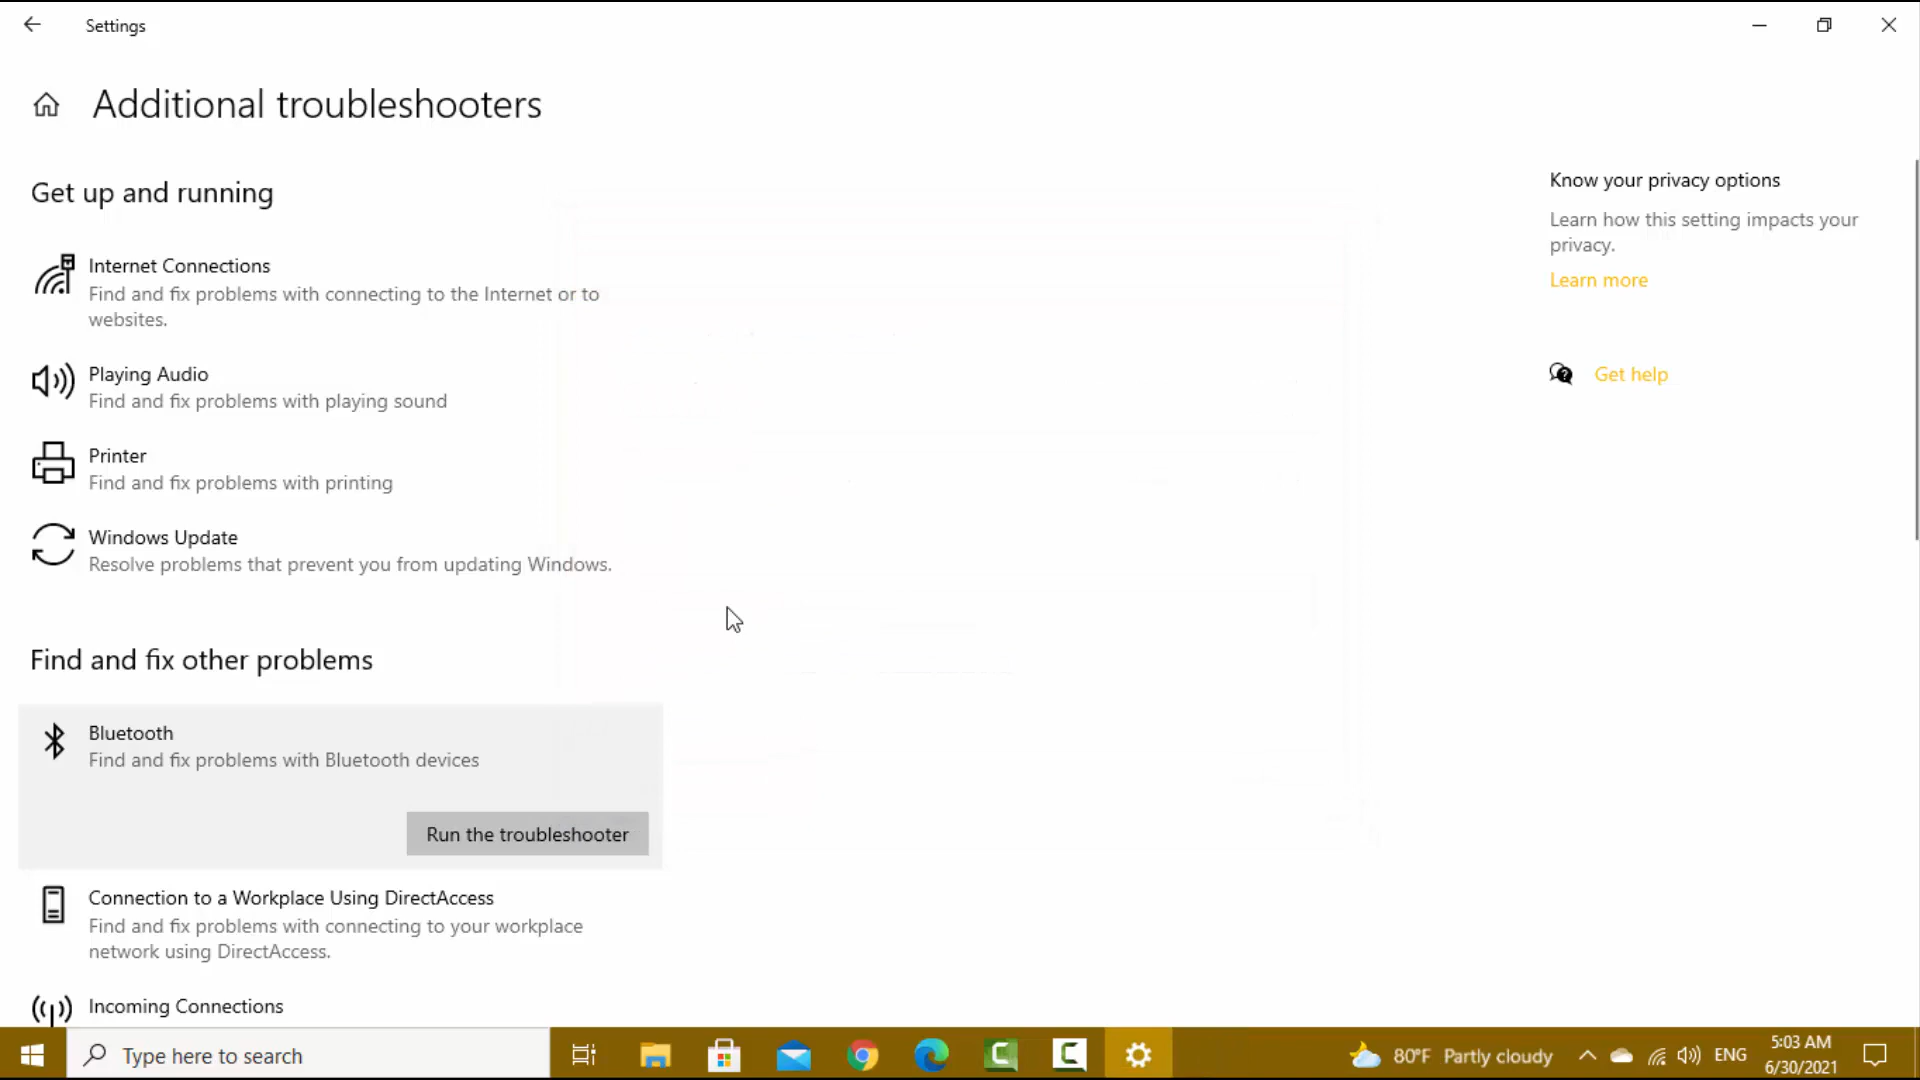 Settings
Additional troubleshooters
Get up and running
Internet Connections
Find and fix problems with connecting to the Internet or to
websites.
Playing Audio
Find and fix problems with playing sound
Printer
Find and fix problems with printing
Windows Update
Resolve problems that prevent you from updating Windows.
Find and fix other problems
Bluetooth
Find and fix problems with Bluetooth devices
Run the troubleshooter
Connection to a Workplace Using DirectAccess
Find and fix problems with connecting to your workplace
network using DirectAccess.
Incoming Connections
Know your privacy options
Learn how this setting impacts your
privacy.
Learn more
Get help
Type here to search
80°F Partly cloudy
ENG
5:03 AM
6/30/2021